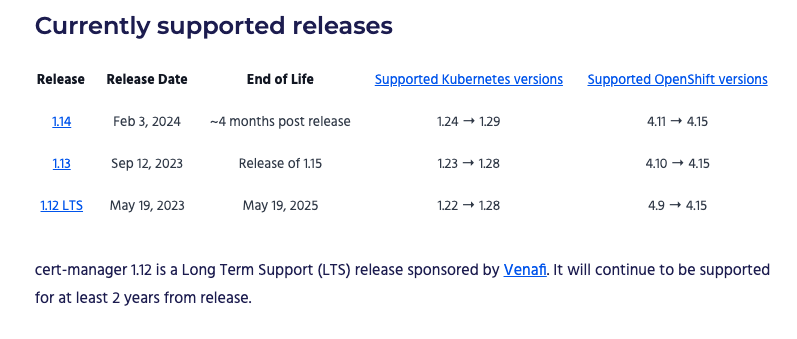 Currently supported releases
Release Release Date End of Life Supported Kubernetes versions Supported OpenShift versions
1.14 Feb 3, 2024 ~4 months post release 1.24 → 1.29 4.11 → 4.15
1.13 Sep 12, 2023 Release of 1.15 1.23 → 1.28 4.10 → 4.15
1.12 LTS May 19, 2023 May 19, 2025 1.22 → 1.28 4.9 → 4.15
cert-manager 1.12 is a Long Term Support (LTS) release sponsored by Venafi. It will continue to be supported
for at least 2 years from release.